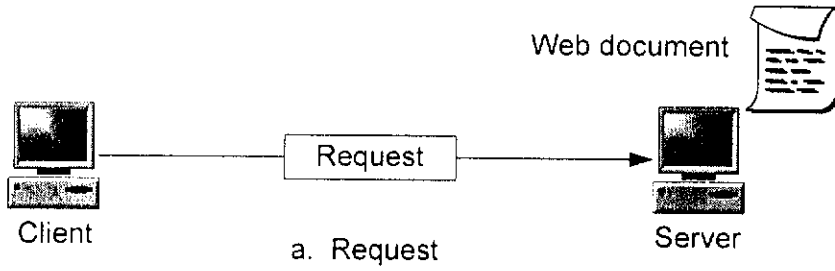 Web document
Request
Client
Server
a. Request